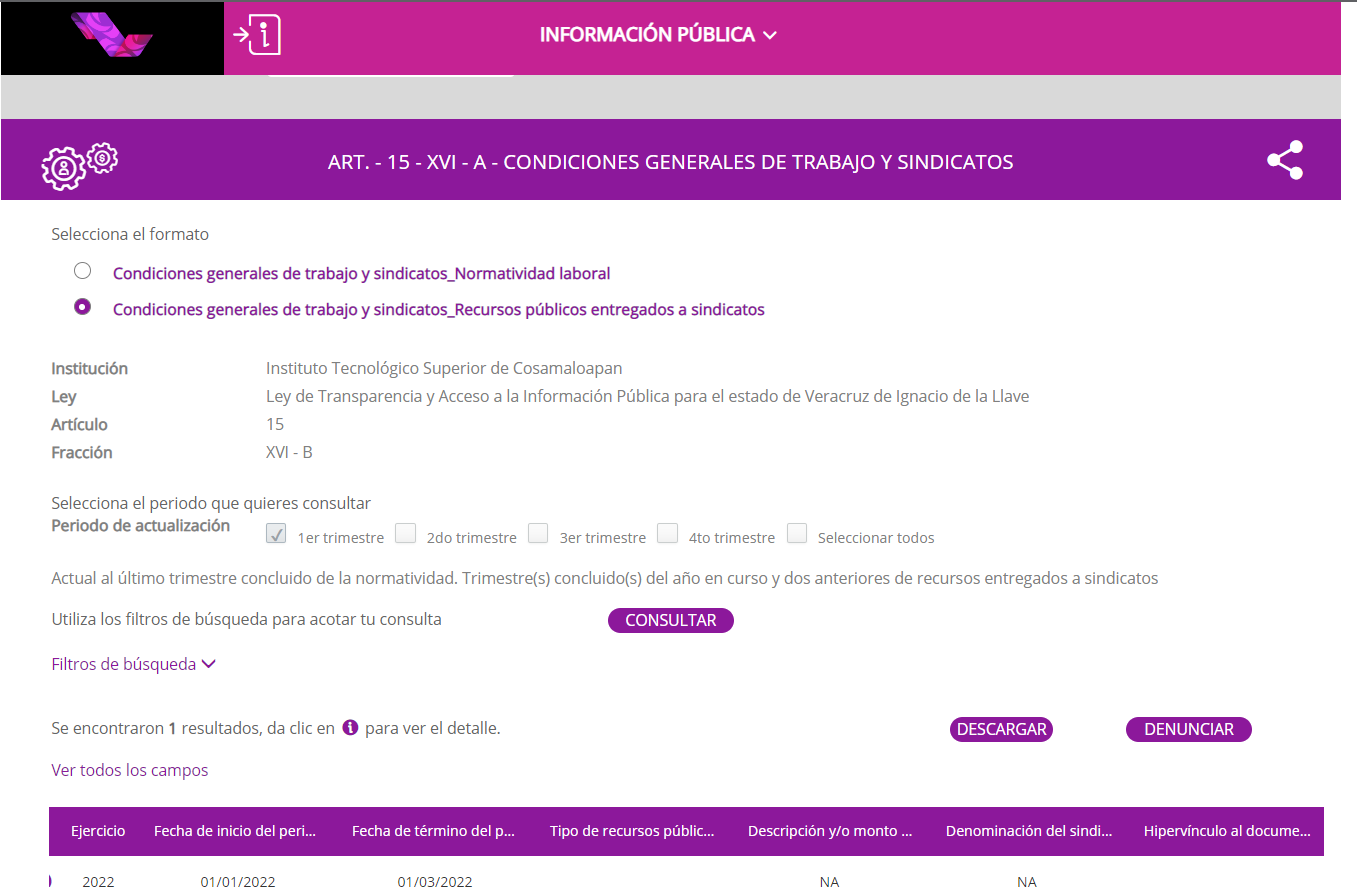 INFORMACIÓN PÚBLICA
ART. - 15 - XVI - A - CONDICIONES GENERALES DE TRABAJO Y SINDICATOS
Selecciona el formato
Condiciones generales de trabajo y sindicatos_Normatividad laboral
Condiciones generales de trabajo y sindicatos_Recursos públicos entregados a sindicatos
Institución Instituto Tecnológico Superior de Cosamaloapan
Ley Ley de Transparencia y Acceso a la Información Pública para el estado de Veracruz de Ignacio de la Llave
Artículo 15
Fracción XVI - B
Selecciona el periodo que quieres consultar
Periodo de actualización 1er trimestre 2do trimestre 3er trimestre 4to trimestre Seleccionar todos
Actual al último trimestre concluido de la normatividad. Trimestre(s) concluido(s) del año en curso y dos anteriores de recursos entregados a sindicatos
Utiliza los filtros de búsqueda para acotar tu consulta CONSULTAR
Filtros de búsqueda
Se encontraron 1 resultados, da clic en i para ver el detalle. DESCARGAR DENUNCIAR
Ver todos los campos
Ejercicio Fecha de inicio del peri... Fecha de término del p... Tipo de recursos públic... Descripción y/o monto ... Denominación del sindi... Hipervínculo al docume...
2022 01/01/2022 01/03/2022 NA NA